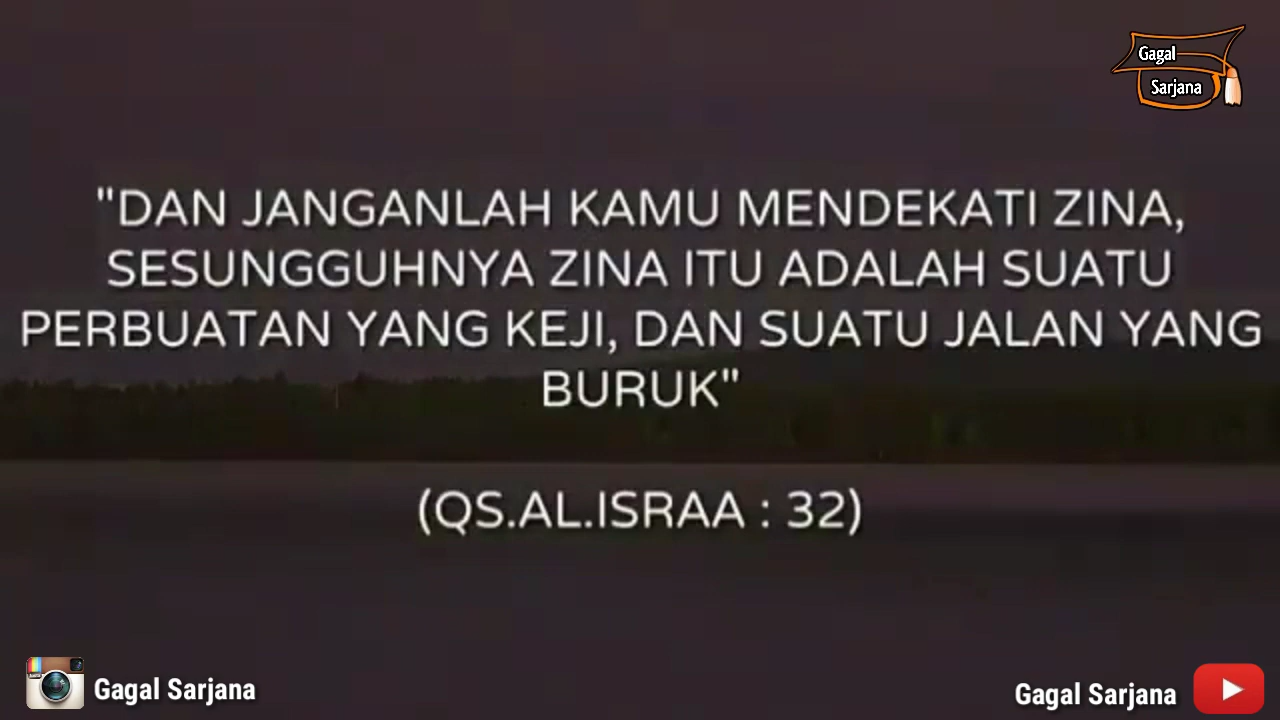 Gagal
Sarjana
"DAN JANGANLAH KAMU MENDEKATI ZINA,
SESUNGGUHNYA ZINA ITU ADALAH SUATU
PERBUATAN YANG KEJI, DAN SUATU JALAN YANG
BURUK"
(QS.AL.ISRAA : 32)
Gagal Sarjana
Gagal Sarjana